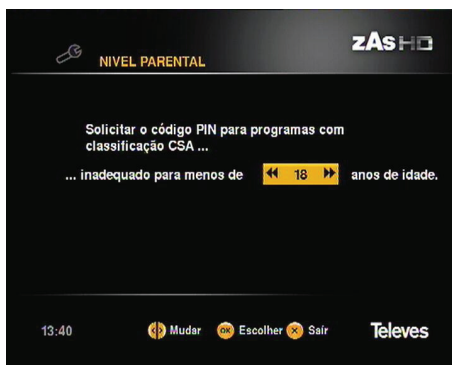 zAs HD
NIVEL PARENTAL
Solicitar o código PIN para programas com
classificação CSA ...
... inadequado para menos de 18 anos de idade.
13:40 Mudar OK Escolher Saír Televes